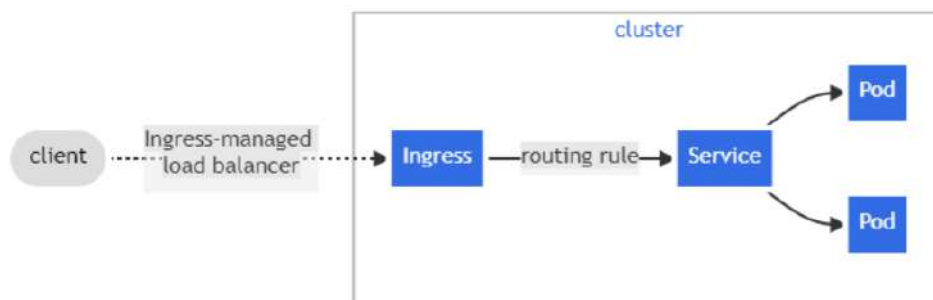 cluster
Pod
client
Ingress-managed
load balancer
Ingress
routing rule
Service
Pod